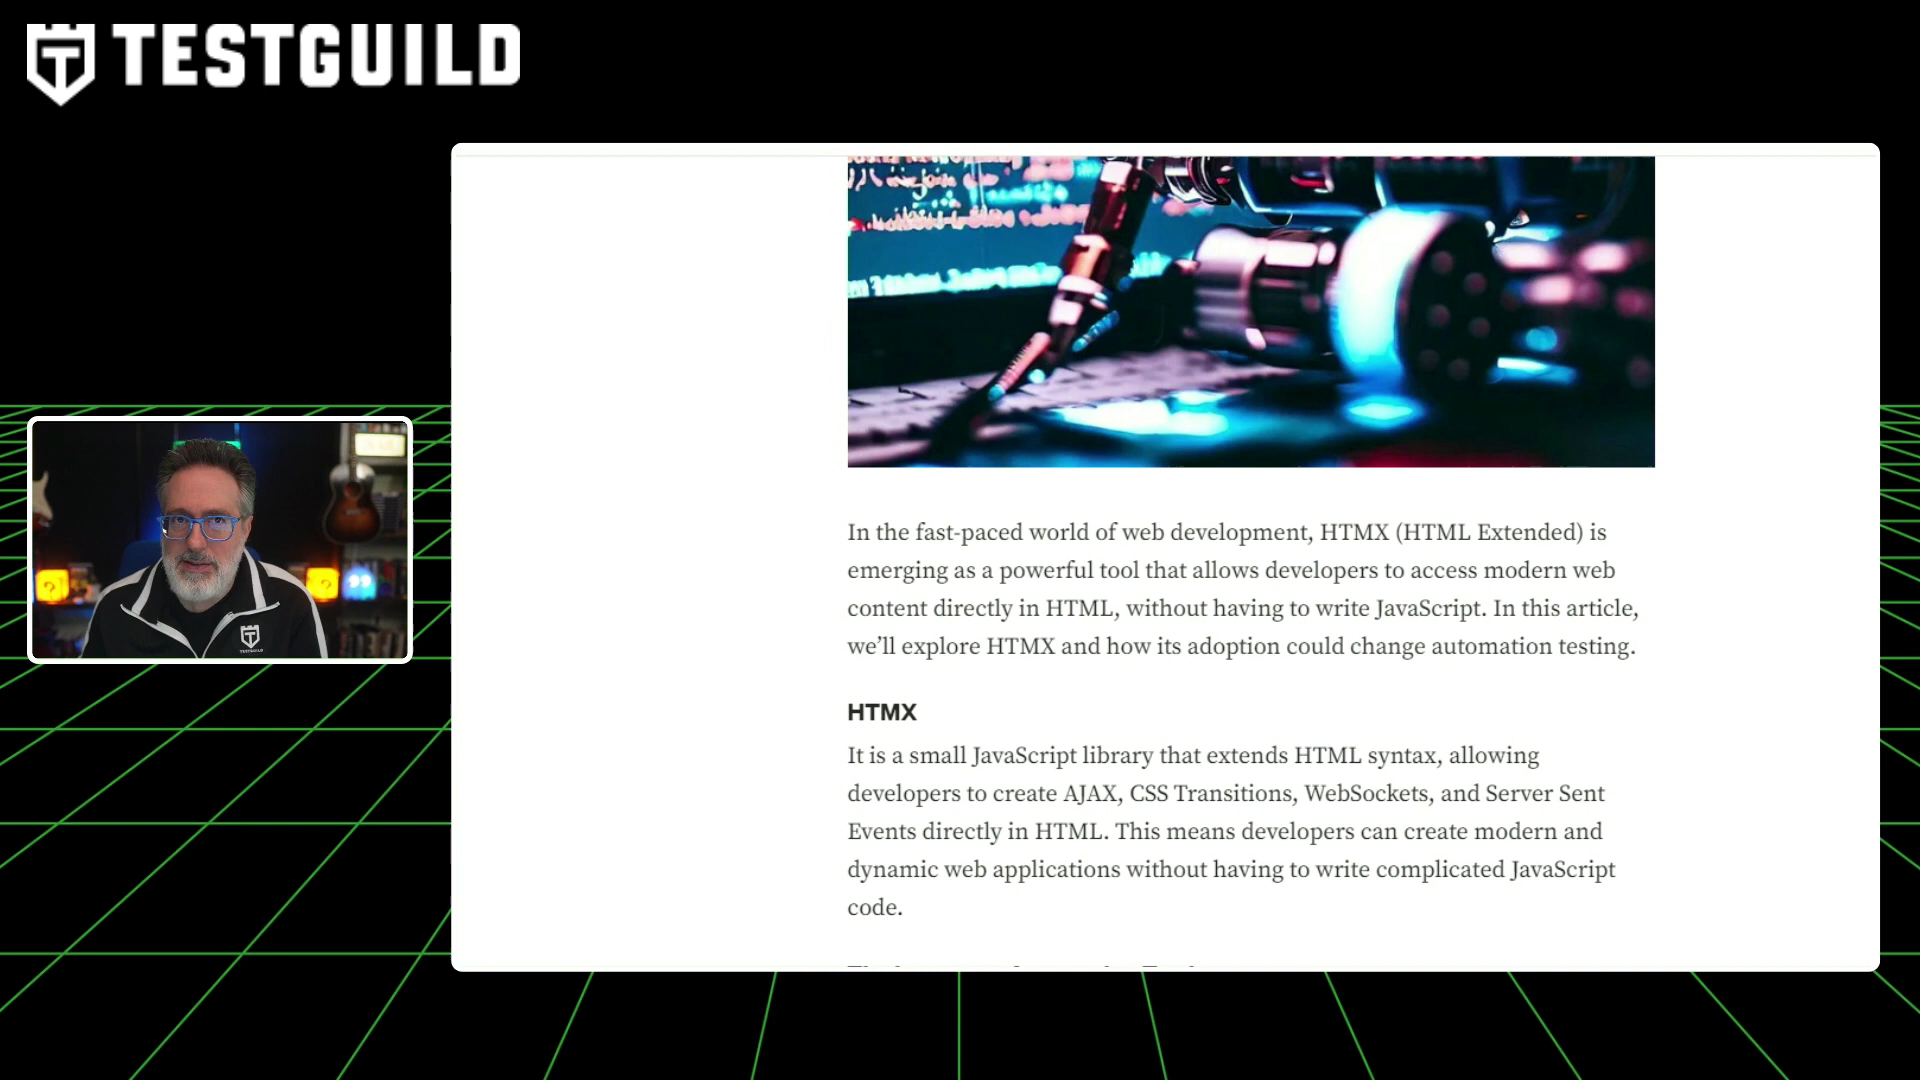 TESTGUILD
In the fast-paced world of web development, HTMX (HTML Extended) is
emerging as a powerful tool that allows developers to access modern web
content directly in HTML, without having to write JavaScript. In this article,
we’ll explore HTMX and how its adoption could change automation testing.
HTMX
It is a small JavaScript library that extends HTML syntax, allowing
developers to create AJAX, CSS Transitions, WebSockets, and Server Sent
Events directly in HTML. This means developers can create modern and
dynamic web applications without having to write complicated JavaScript
code.